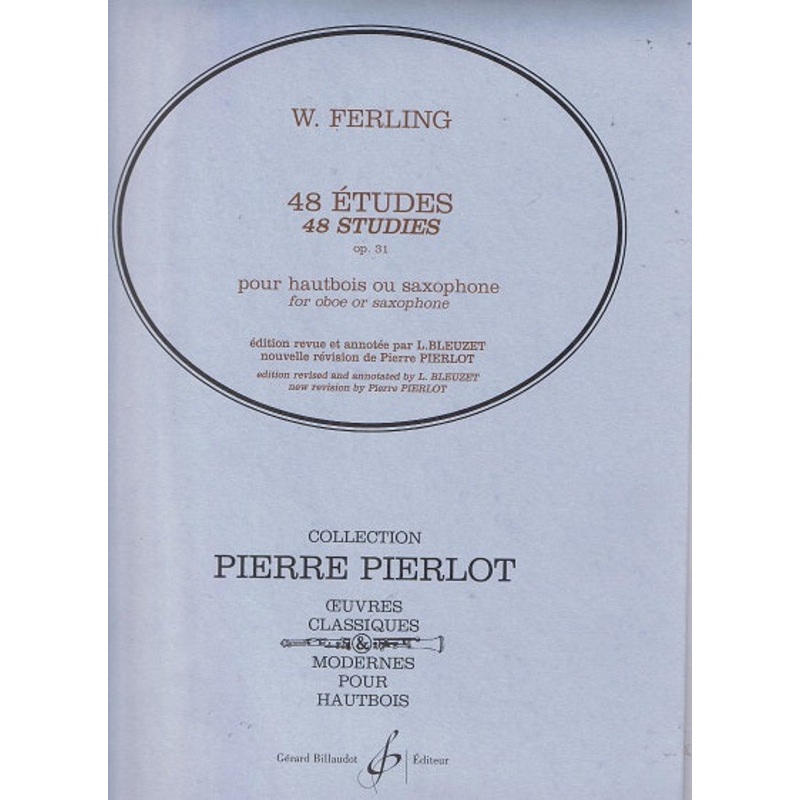 W. FERLING
48 ÉTUDES
48 STUDIES
op. 31
pour hautbois ou saxophone
for oboe or saxophone
édition revue et annotée par L. BLEUZET
nouvelle révision de Pierre PIERLOT
edition revised and annotated by L. BLEUZET
new revision by Pierre PIERLOT
COLLECTION
PIERRE PIERLOT
ŒUVRES
CLASSIQUES
&
MODERNES
POUR
HAUTBOIS
Gérard Billaudot Éditeur